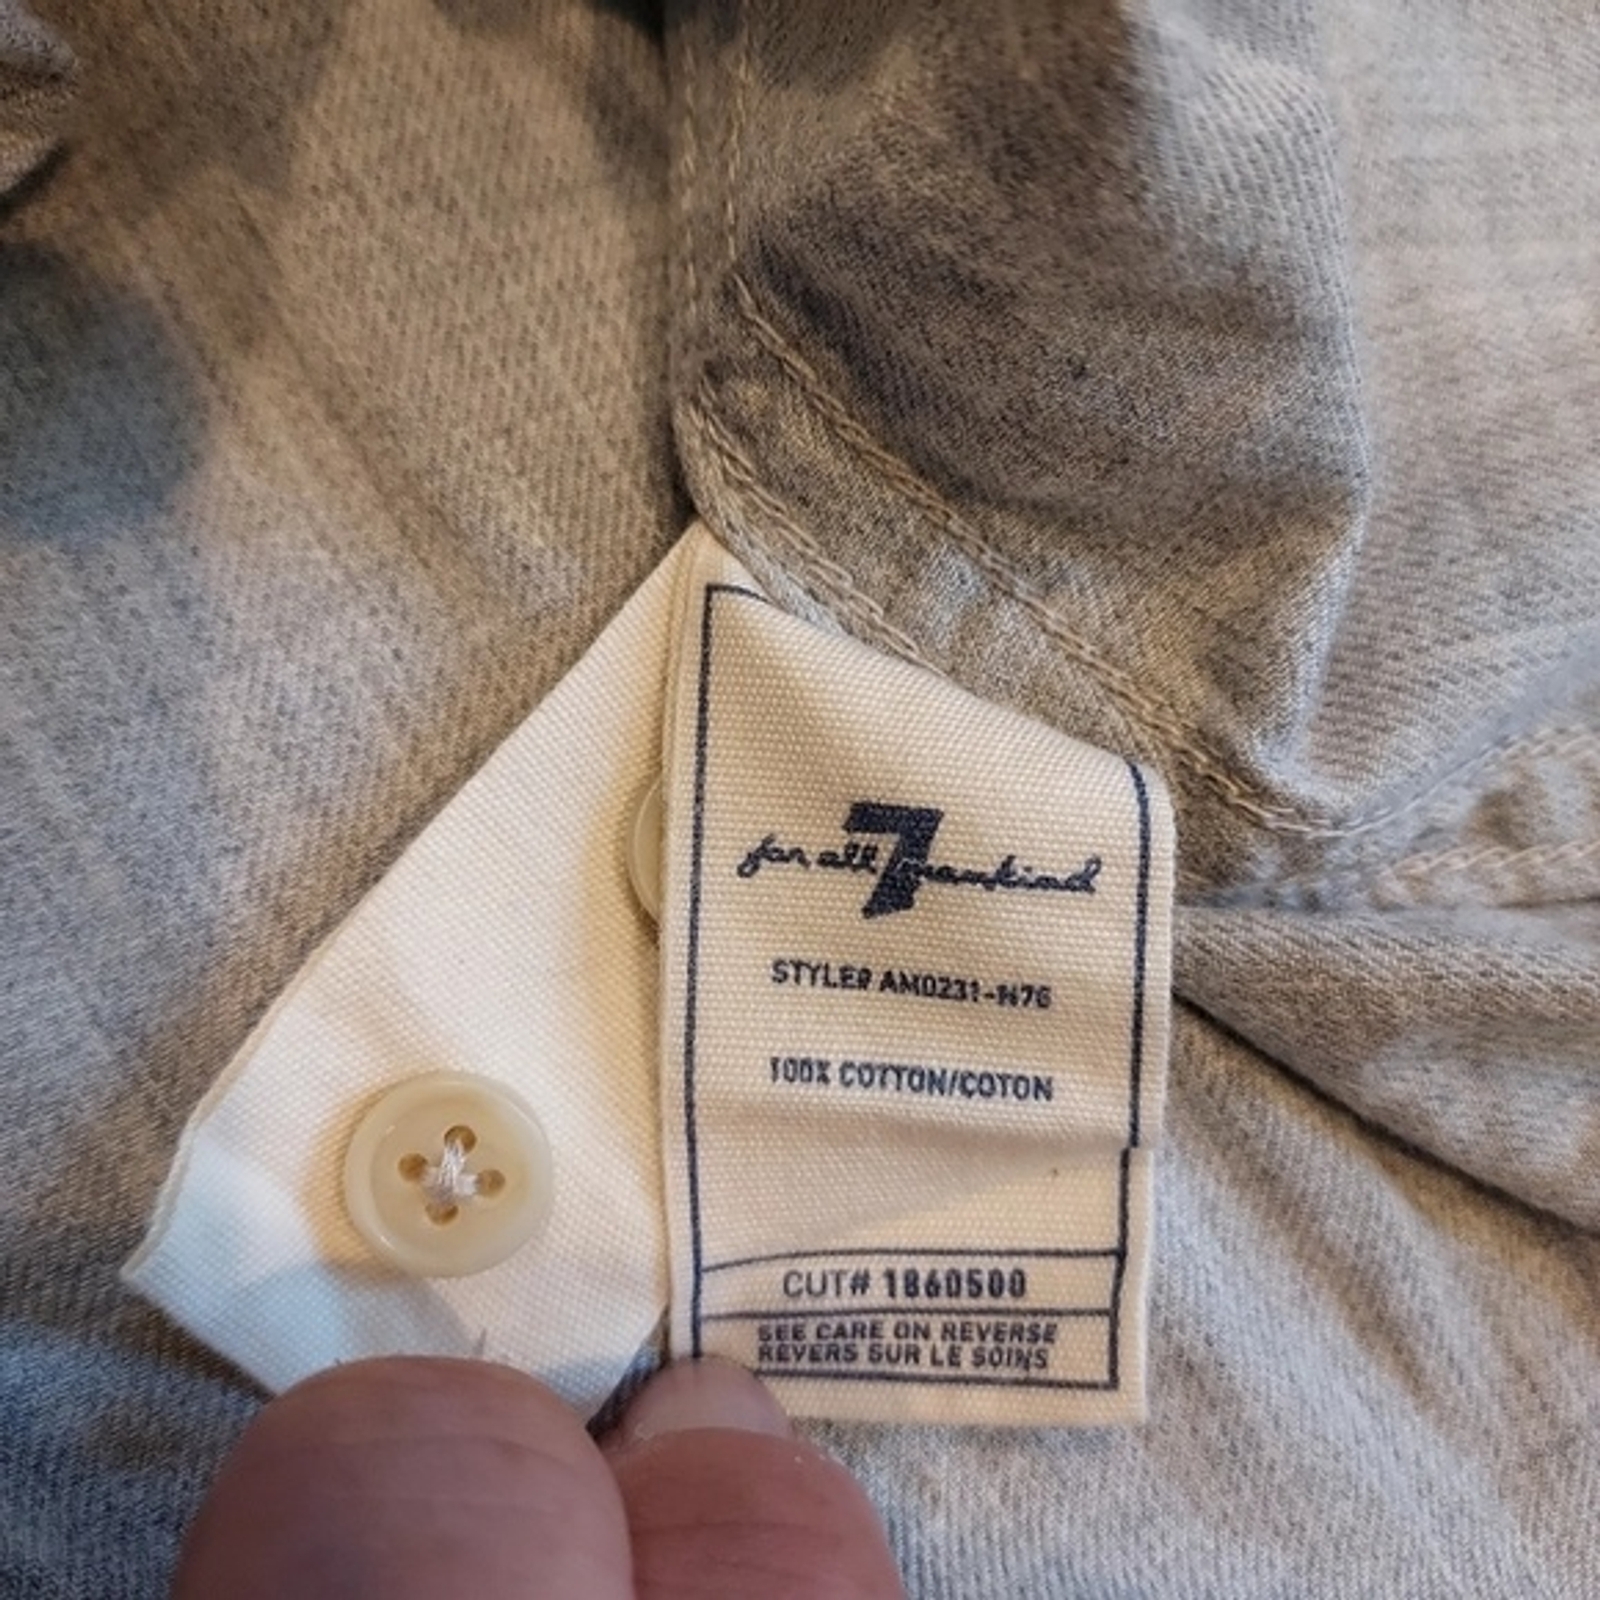 for all 7 mankind
STYLE# AM0231-N76
100% COTTON/COTON
CUT# 1860500
SEE CARE ON REVERSE
REVERS SUR LE SOINS